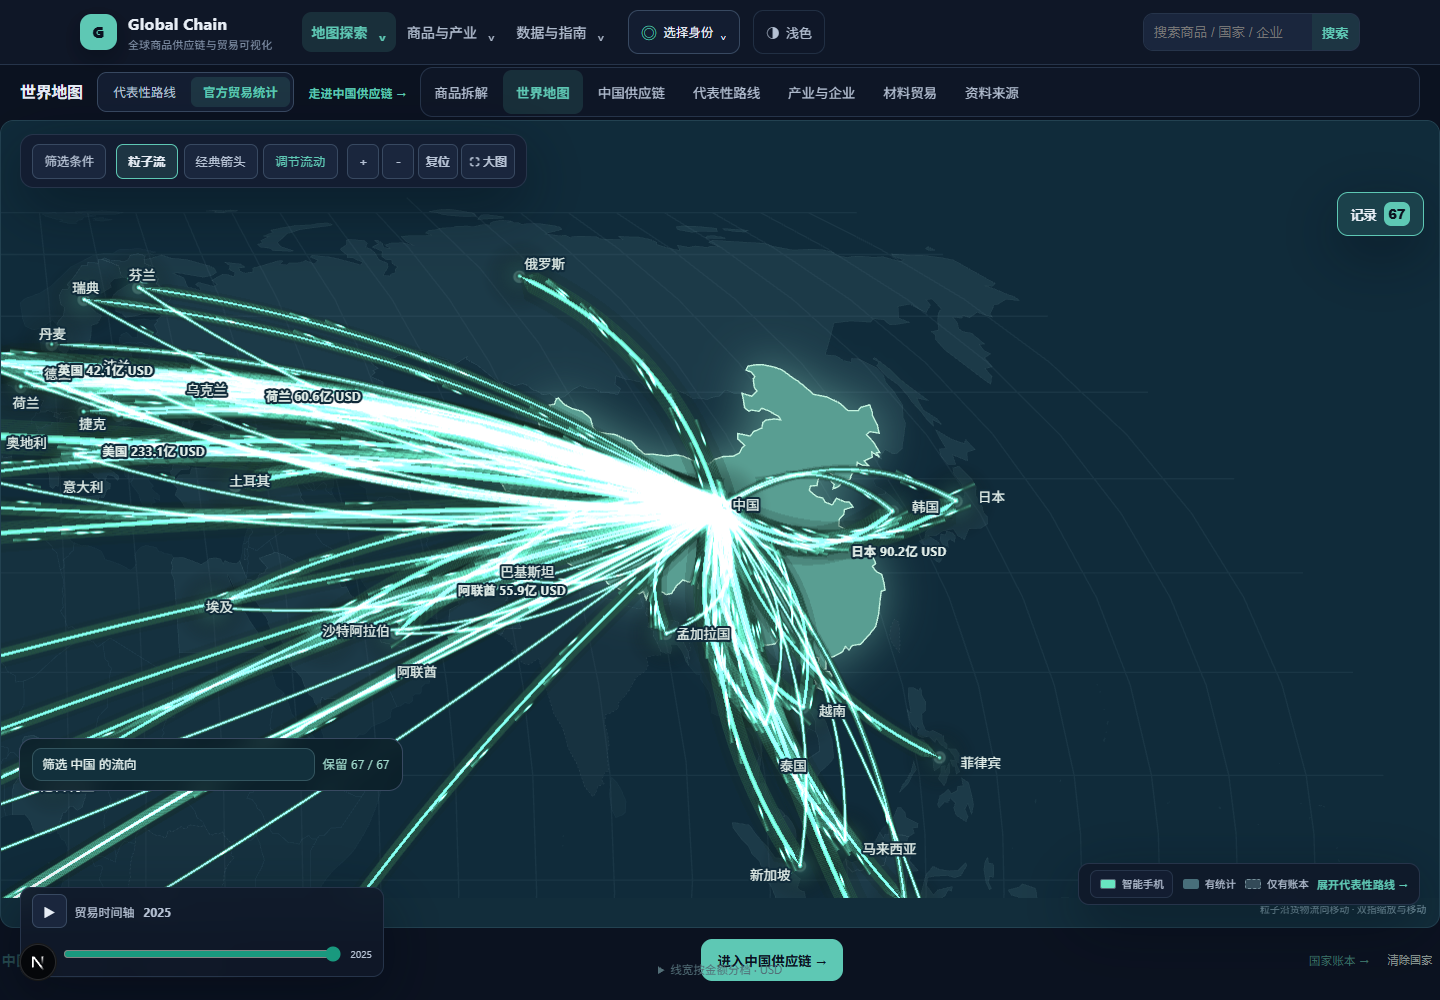 G
Global Chain
全球商品供应链与贸易可视化
地图探索
商品与产业
数据与指南
选择身份
浅色
搜索商品 / 国家 / 企业
搜索
世界地图
代表性路线
官方贸易统计
走进中国供应链 →
商品拆解
世界地图
中国供应链
代表性路线
产业与企业
材料贸易
资料来源
筛选条件
粒子流
经典箭头
调节流动
+
-
复位
大图
记录 67
俄罗斯
芬兰
瑞典
丹麦
英国 42.1亿 USD
乌克兰
荷兰 60.6亿 USD
荷兰
捷克
奥地利
美国 233.1亿 USD
土耳其
意大利
中国
韩国
日本
日本 90.2亿 USD
巴基斯坦
阿联酋 55.9亿 USD
埃及
沙特阿拉伯
孟加拉国
阿联酋
越南
菲律宾
泰国
马来西亚
新加坡
筛选 中国 的流向
保留 67 / 67
智能手机
有统计
仅有账本
展开代表性路线 →
粒子沿货物流向移动 · 双指缩放与移动
贸易时间轴 2025
2025
N
进入中国供应链 →
线宽按金额分档 · USD
国家账本 →
清除国家